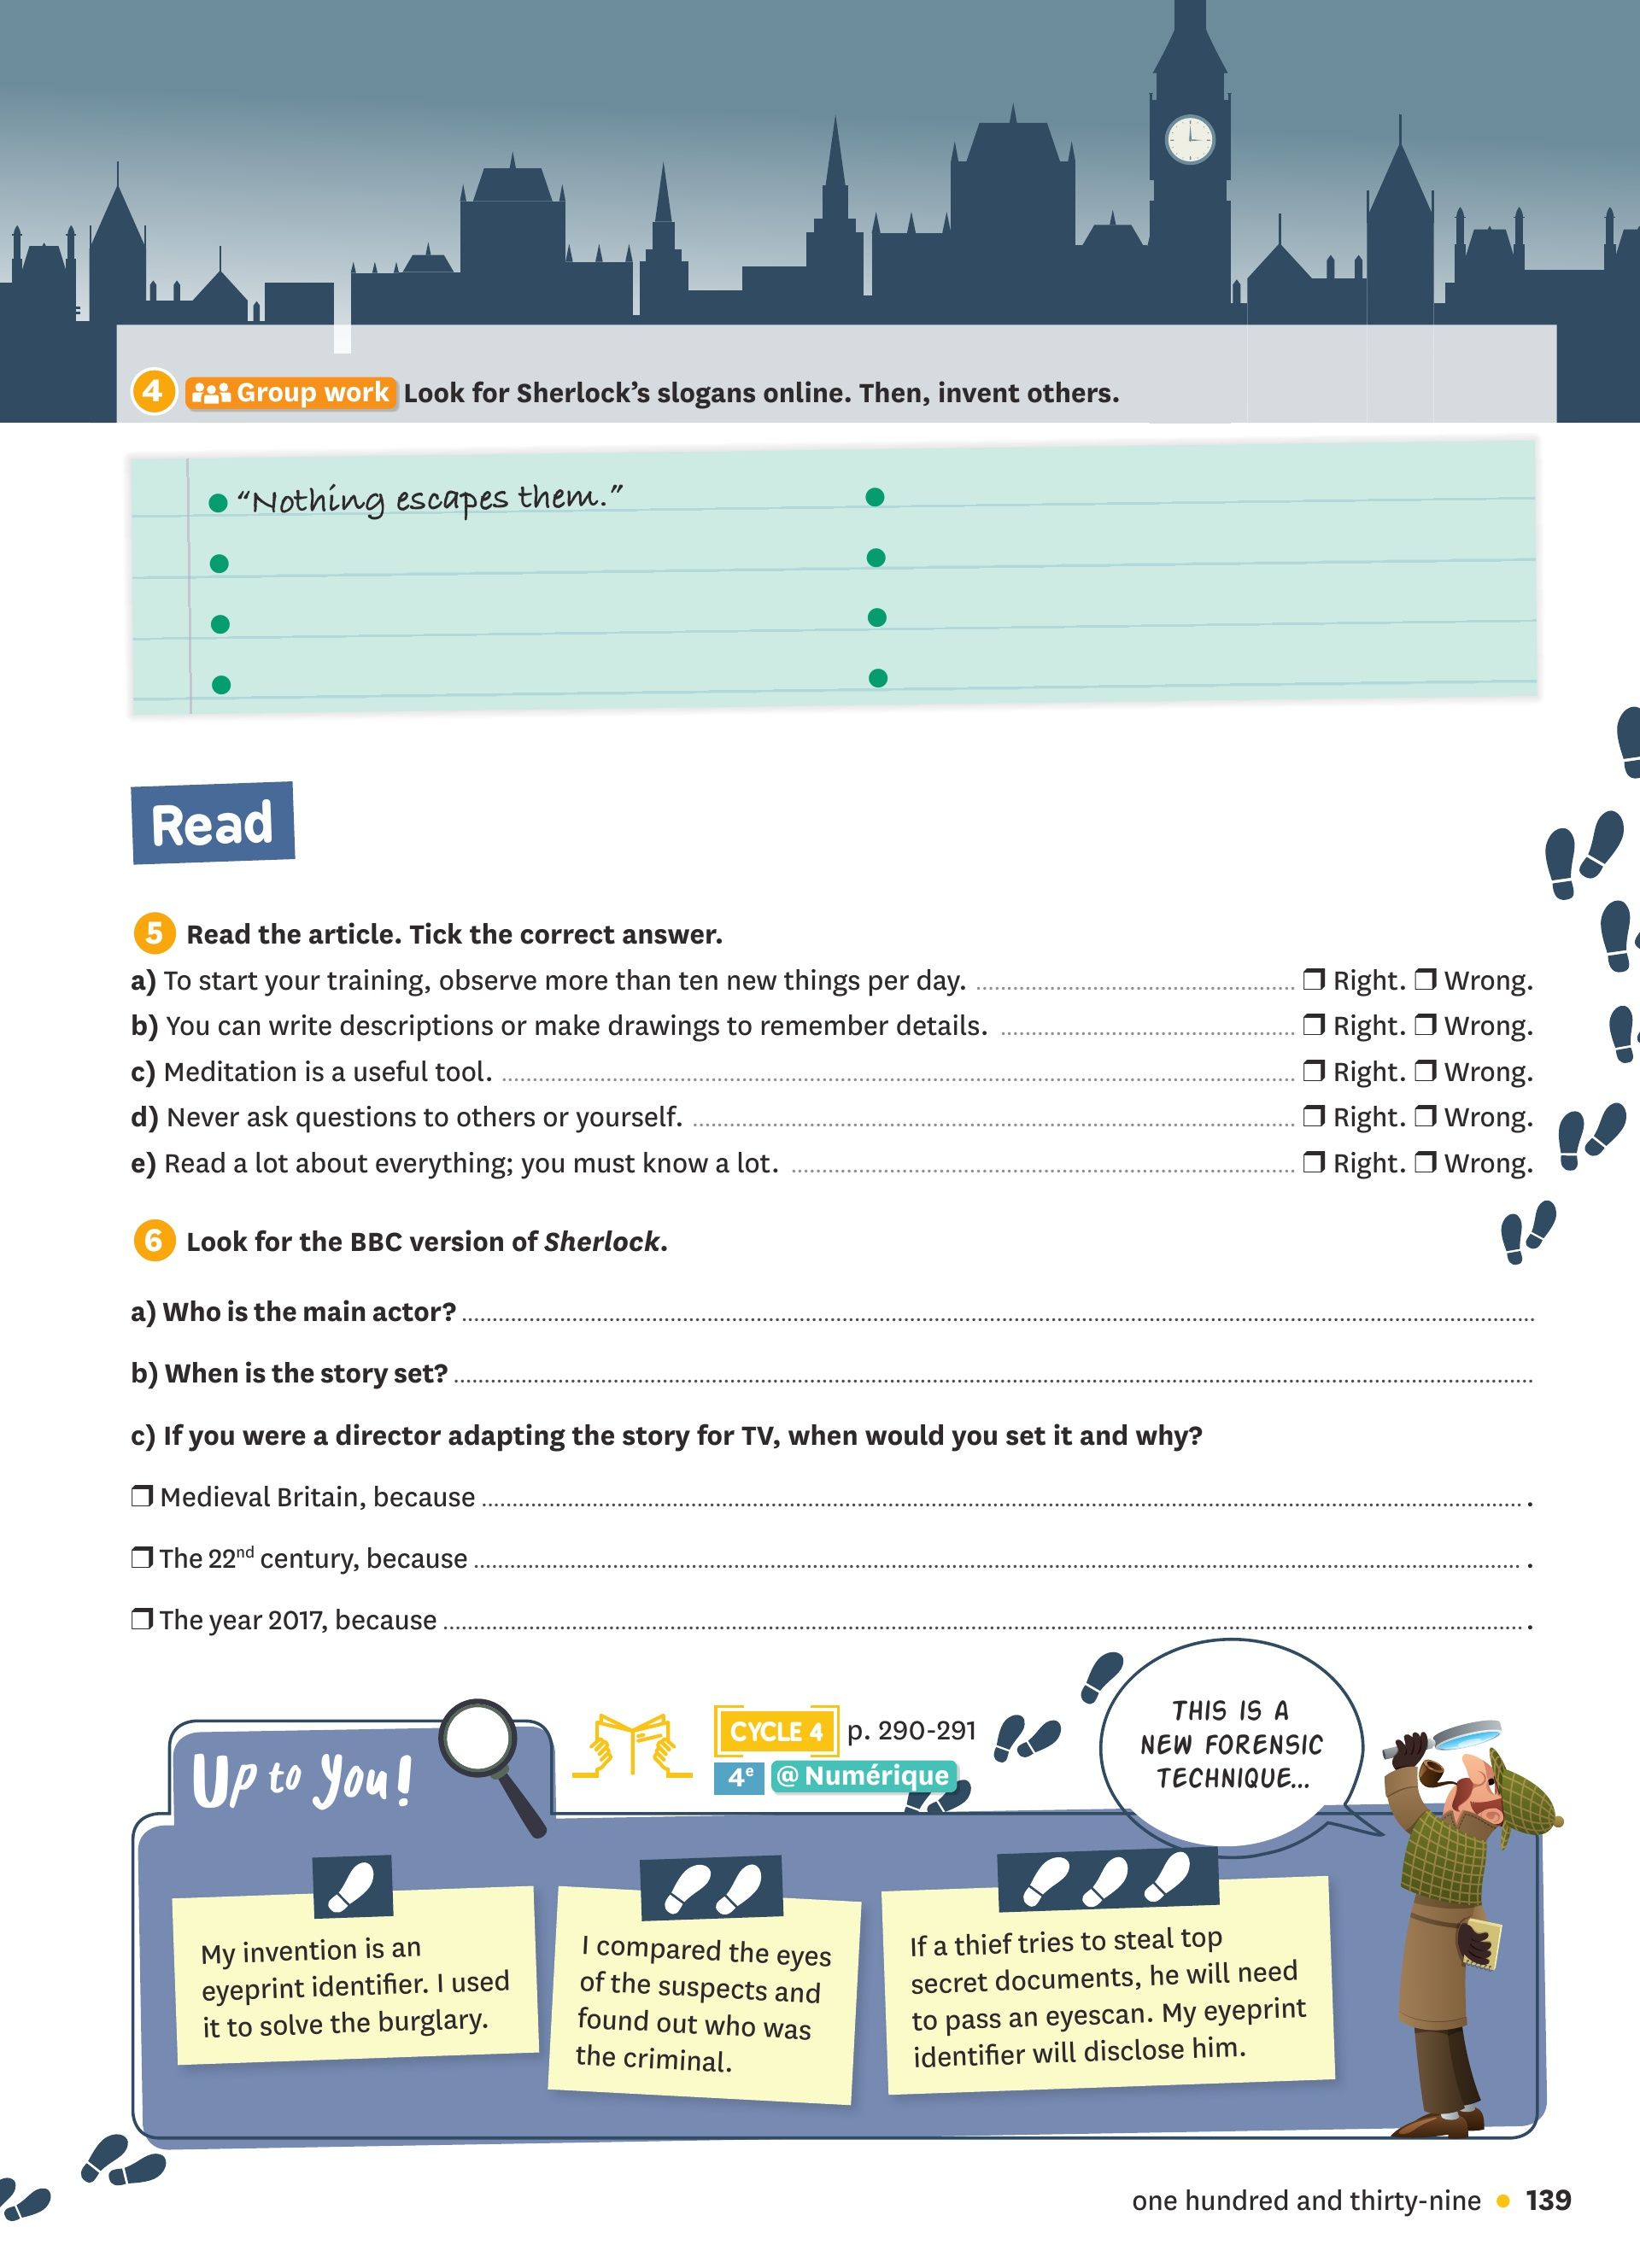 4 Group work Look for Sherlock's slogans online. Then, invent others.
"Nothing escapes them."
Read
5 Read the article. Tick the correct answer.
a) To start your training, observe more than ten new things per day. ❒ Right. ❒ Wrong.
b) You can write descriptions or make drawings to remember details. ❒ Right. ❒ Wrong.
c) Meditation is a useful tool. ❒ Right. ❒ Wrong.
d) Never ask questions to others or yourself. ❒ Right. ❒ Wrong.
e) Read a lot about everything; you must know a lot. ❒ Right. ❒ Wrong.
6 Look for the BBC version of Sherlock.
a) Who is the main actor?
b) When is the story set?
c) If you were a director adapting the story for TV, when would you set it and why?
❒ Medieval Britain, because .
❒ The 22nd century, because .
❒ The year 2017, because .
Up to You!
CYCLE 4 p. 290-291
4e @ Numérique
THIS IS A
NEW FORENSIC
TECHNIQUE...
My invention is an
eyeprint identifier. I used
it to solve the burglary.
I compared the eyes
of the suspects and
found out who was
the criminal.
If a thief tries to steal top
secret documents, he will need
to pass an eyescan. My eyeprint
identifier will disclose him.
one hundred and thirty-nine • 139